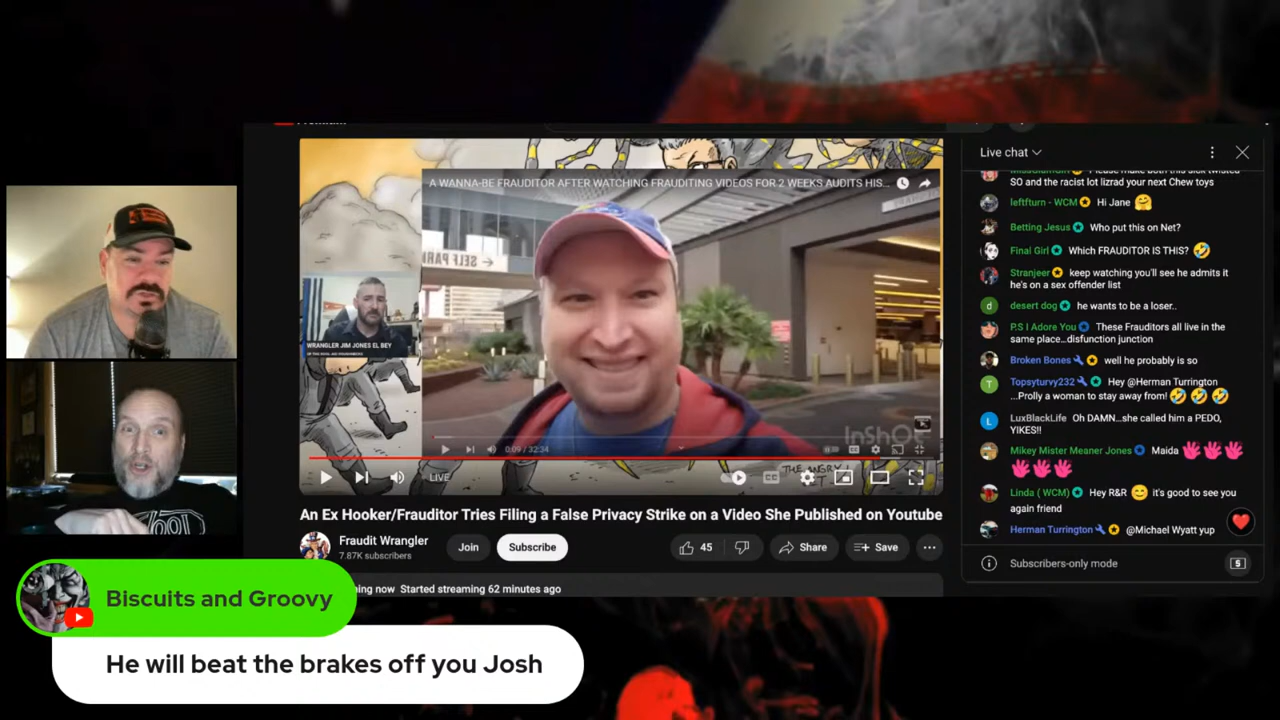 A WANNA-BE FRAUDITOR AFTER WATCHING FRAUDITING VIDEOS FOR 2 WEEKS AUDITS HIS...
SELF PARK
WRANGLER JIM JONES EL BEY
0:09 / 32:34
InShOt
LIVE
THE ANGRY
An Ex Hooker/Frauditor Tries Filing a False Privacy Strike on a Video She Published on Youtube
Fraudit Wrangler
7.87K subscribers
Join
Subscribe
45
Share
Save
Started streaming 62 minutes ago
Live chat
SO and the racist lot lizrad your next Chew toys
leftfturn - WCM Hi Jane
Betting Jesus Who put this on Net?
Final Girl Which FRAUDITOR IS THIS?
Stranjeer keep watching you'll see he admits it
he's on a sex offender list
desert dog he wants to be a loser..
P.S I Adore You These Frauditors all live in the
same place...disfunction junction
Broken Bones well he probably is so
Topsyturvy232 Hey @Herman Turrington
...Prolly a woman to stay away from!
LuxBlackLife Oh DAMN...she called him a PEDO,
YIKES!!
Mikey Mister Meaner Jones Maida
Linda ( WCM) Hey R&R it's good to see you
again friend
Herman Turrington @Michael Wyatt yup
Subscribers-only mode
Biscuits and Groovy
He will beat the brakes off you Josh